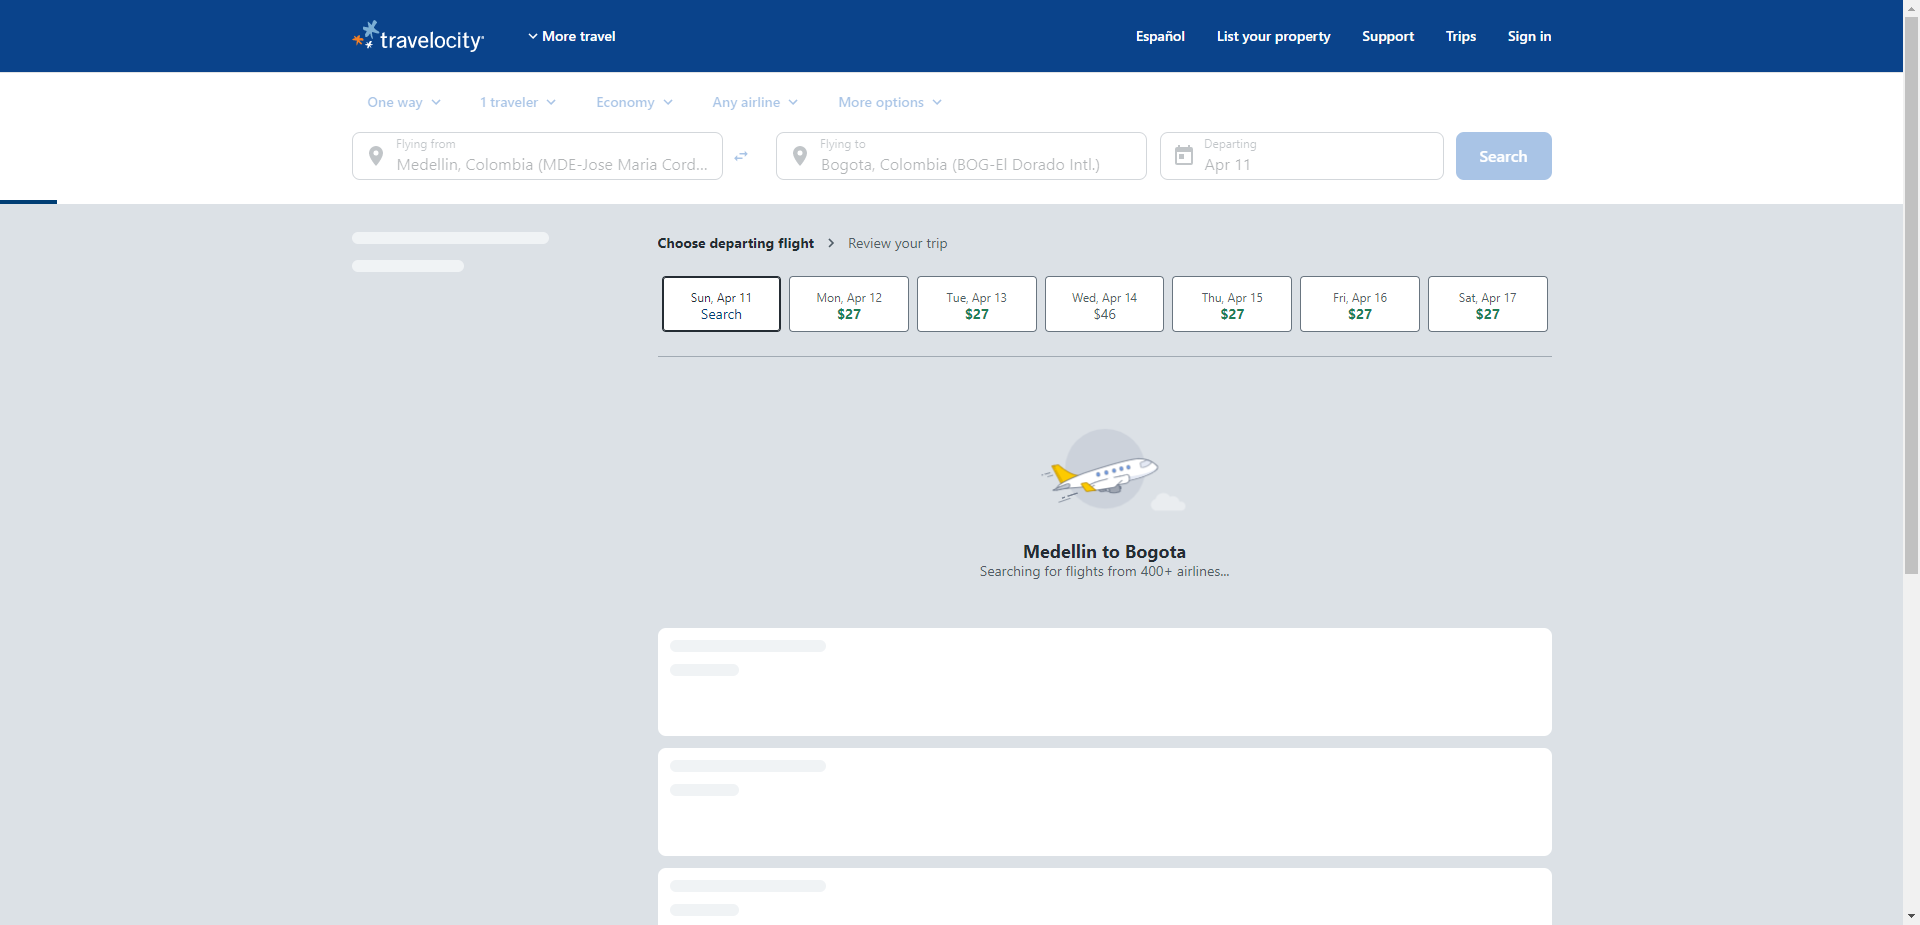 travelocity
More travel
Español
List your property
Support
Trips
Sign in
One way
1 traveler
Economy
Any airline
More options
Flying from
Medellin, Colombia (MDE-Jose Maria Cord...
Flying to
Bogota, Colombia (BOG-El Dorado Intl.)
Departing
Apr 11
Search
Choose departing flight
Review your trip
Sun, Apr 11
Search
Mon, Apr 12
$27
Tue, Apr 13
$27
Wed, Apr 14
$46
Thu, Apr 15
$27
Fri, Apr 16
$27
Sat, Apr 17
$27
Medellin to Bogota
Searching for flights from 400+ airlines...